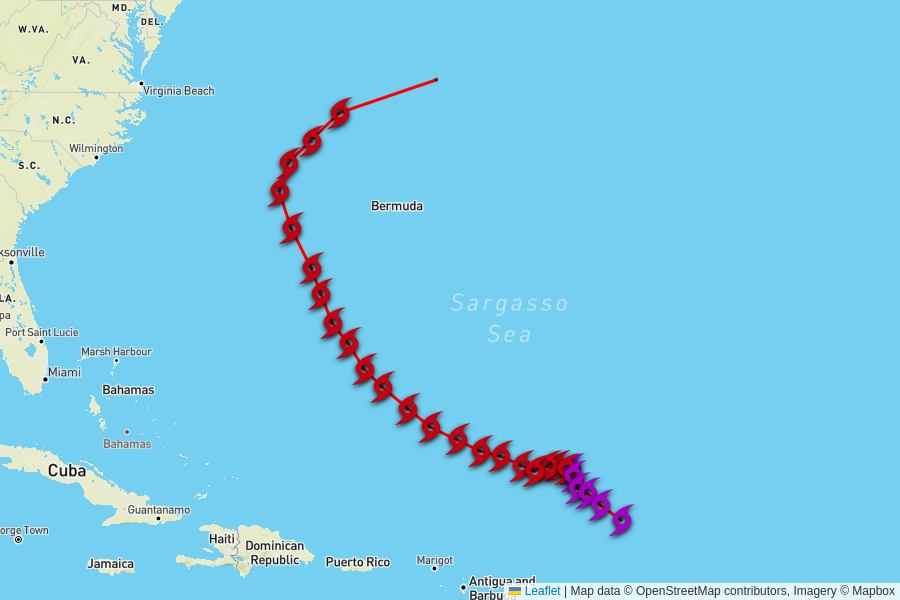 MD.
DEL.
W.VA.
VA.
Virginia Beach
N.C.
Wilmington
S.C.
Bermuda
ksonville
LA.
pa
Sargasso
Sea
Port Saint Lucie
Marsh Harbour
Miami
Bahamas
Bahamas
Cuba
Guantanamo
orge Town
Haiti
Dominican
Republic
Jamaica
Puerto Rico
Marigot
Antigua and
Barbuda
Leaflet | Map data © OpenStreetMap contributors, Imagery © Mapbox